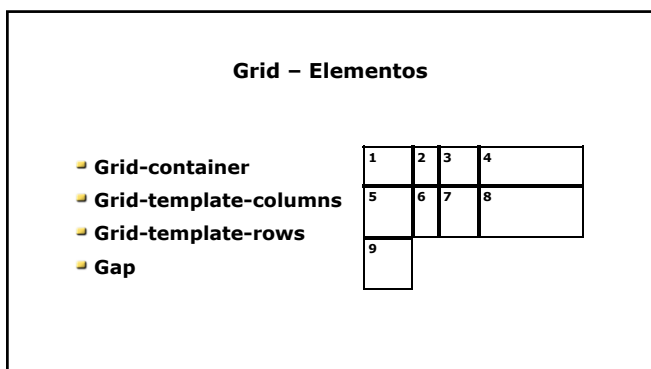 Grid – Elementos
Grid-container
Grid-template-columns
Grid-template-rows
Gap
1 2 3 4
5 6 7 8
9